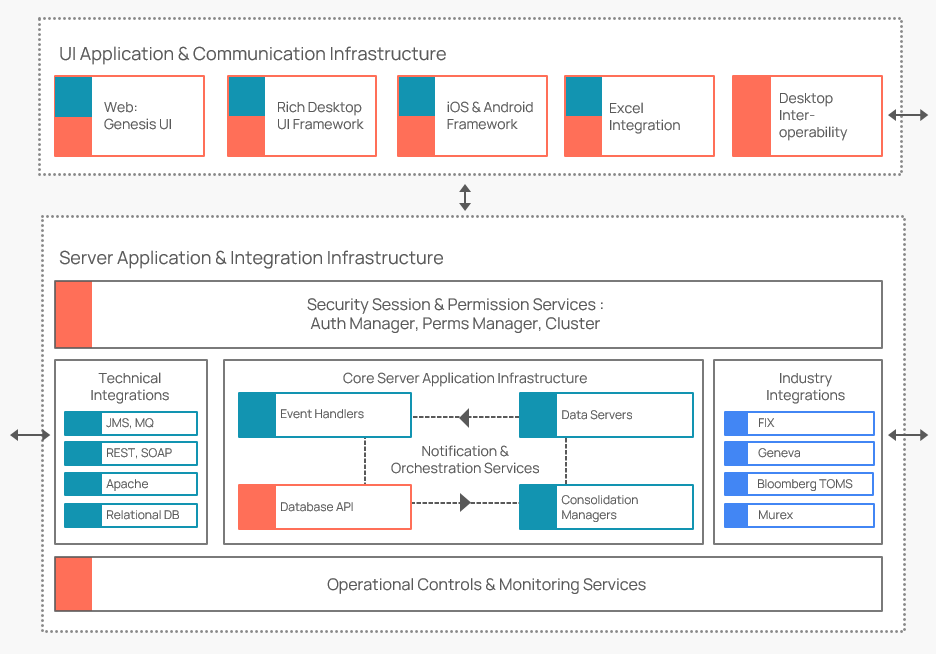 UI Application & Communication Infrastructure
Web:
Genesis UI
Rich Desktop
UI Framework
iOS & Android
Framework
Excel
Integration
Desktop
Inter-
operability
Server Application & Integration Infrastructure
Security Session & Permission Services :
Auth Manager, Perms Manager, Cluster
Technical
Integrations
JMS, MQ
REST, SOAP
Apache
Relational DB
Core Server Application Infrastructure
Event Handlers
Data Servers
Notification &
Orchestration Services
Database API
Consolidation
Managers
Industry
Integrations
FIX
Geneva
Bloomberg TOMS
Murex
Operational Controls & Monitoring Services